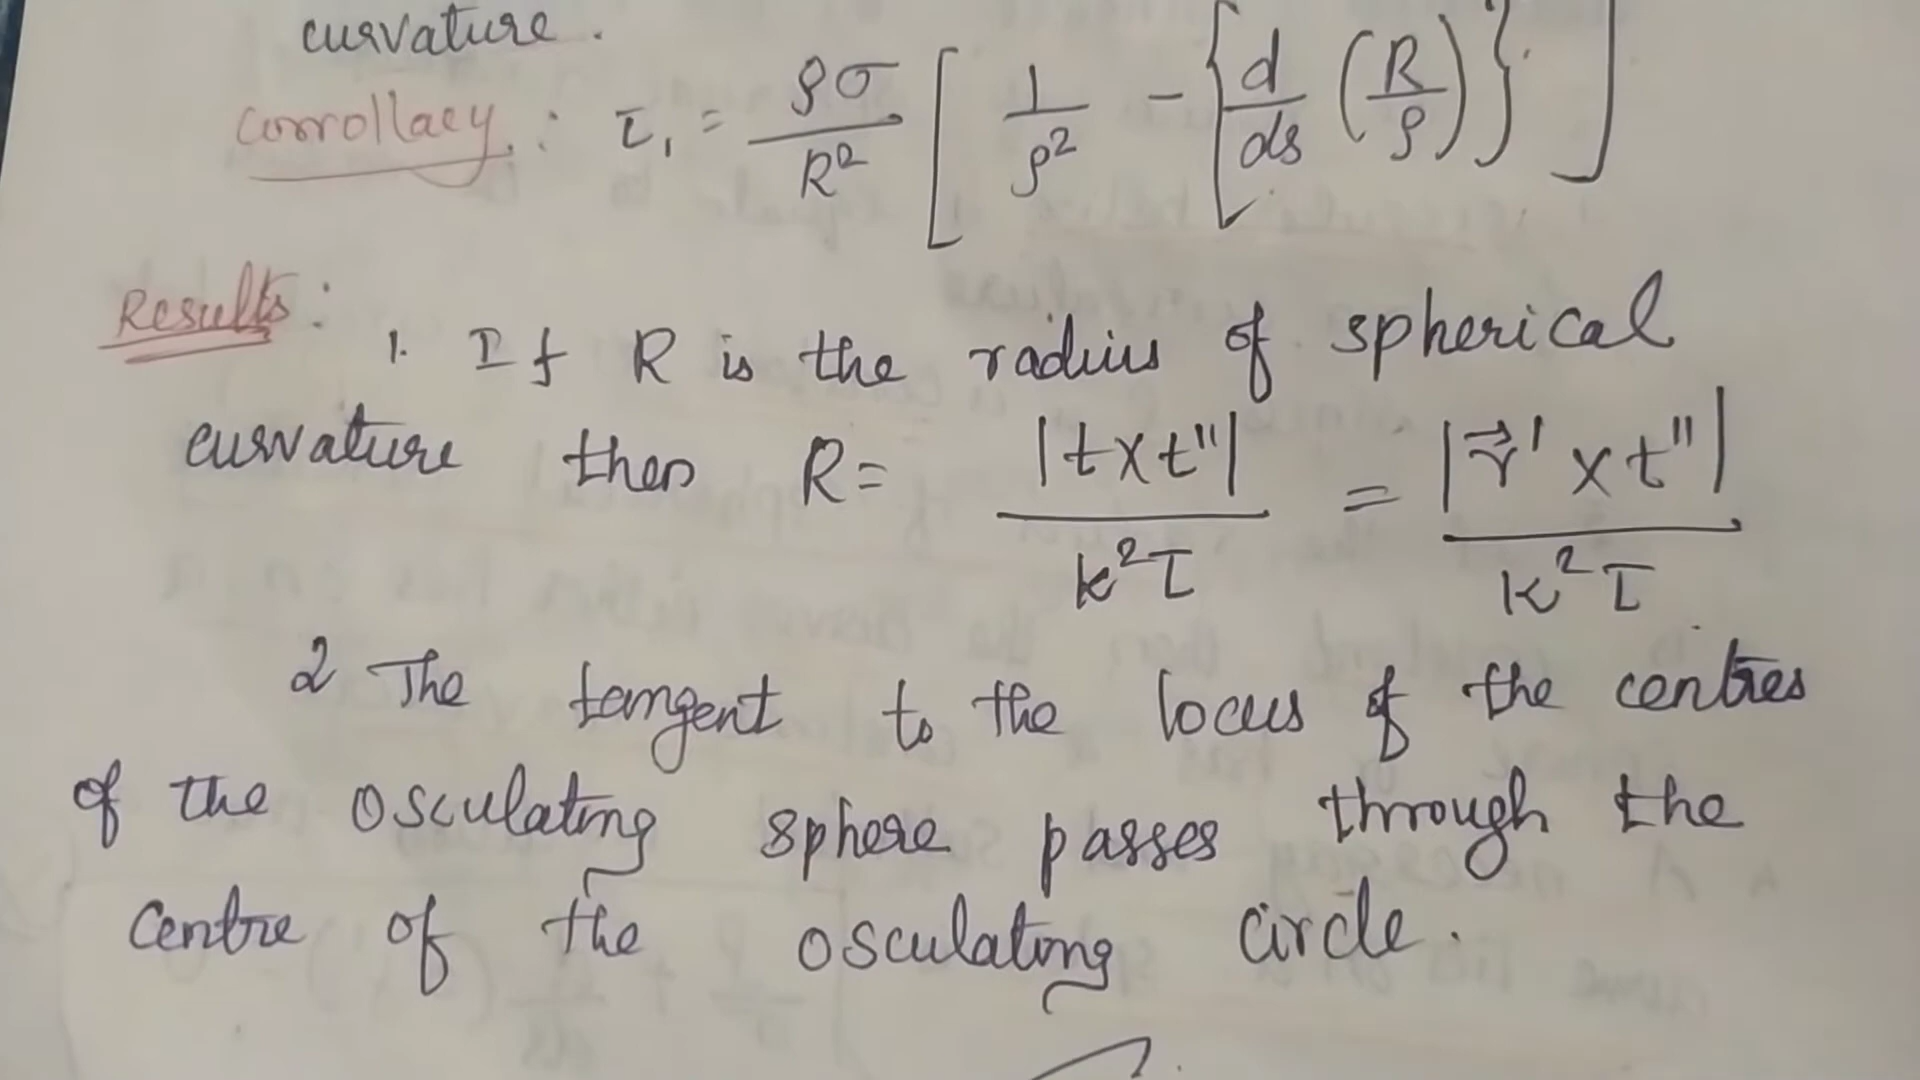 curvature.
Corrollary : τ₁ = ρσ/R² [ 1/ρ² - { d/ds (R/ρ) } ]
Results:
1. If R is the radius of spherical
curvature then R = |t×t''| / k²τ = |r⃗' × t''| / k²τ
2 The tangent to the locus of the centres
of the osculating sphere passes through the
centre of the osculating circle.